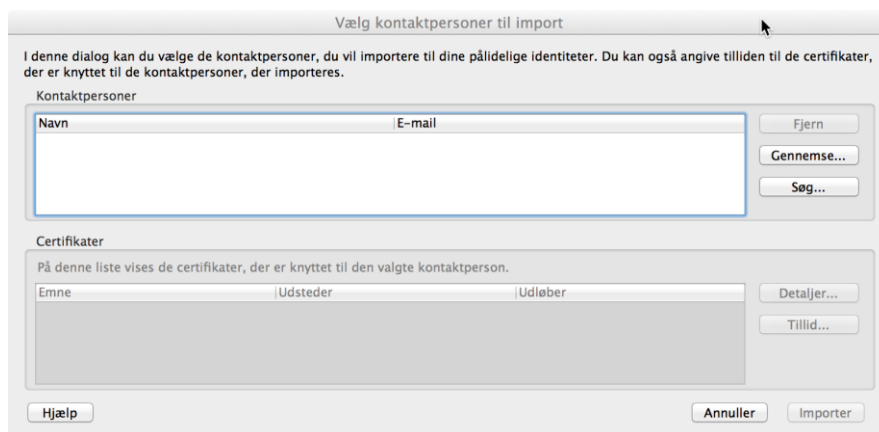 Vælg kontaktpersoner til import
I denne dialog kan du vælge de kontaktpersoner, du vil importere til dine pålidelige identiteter. Du kan også angive tilliden til de certifikater,
der er knyttet til de kontaktpersoner, der importeres.
Kontaktpersoner
Navn E-mail
Fjern
Gennemse...
Søg...
Certifikater
På denne liste vises de certifikater, der er knyttet til den valgte kontaktperson.
Emne Udsteder Udløber
Detaljer...
Tillid...
Hjælp Annuller Importer